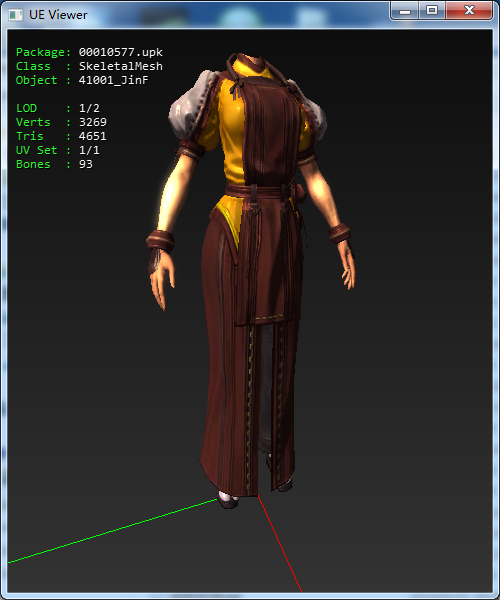 UE Viewer
Package: 00010577.upk
Class : SkeletalMesh
Object : 41001_JinF
LOD : 1/2
Verts : 3269
Tris : 4651
UV Set : 1/1
Bones : 93